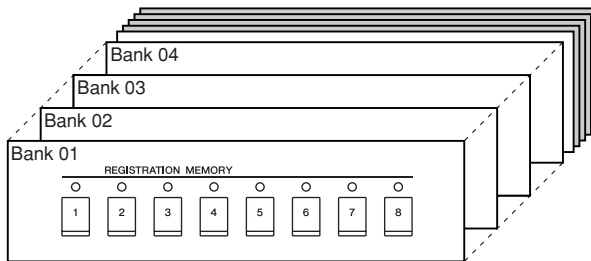 Bank 04
Bank 03
Bank 02
Bank 01
REGISTRATION MEMORY
1 2 3 4 5 6 7 8